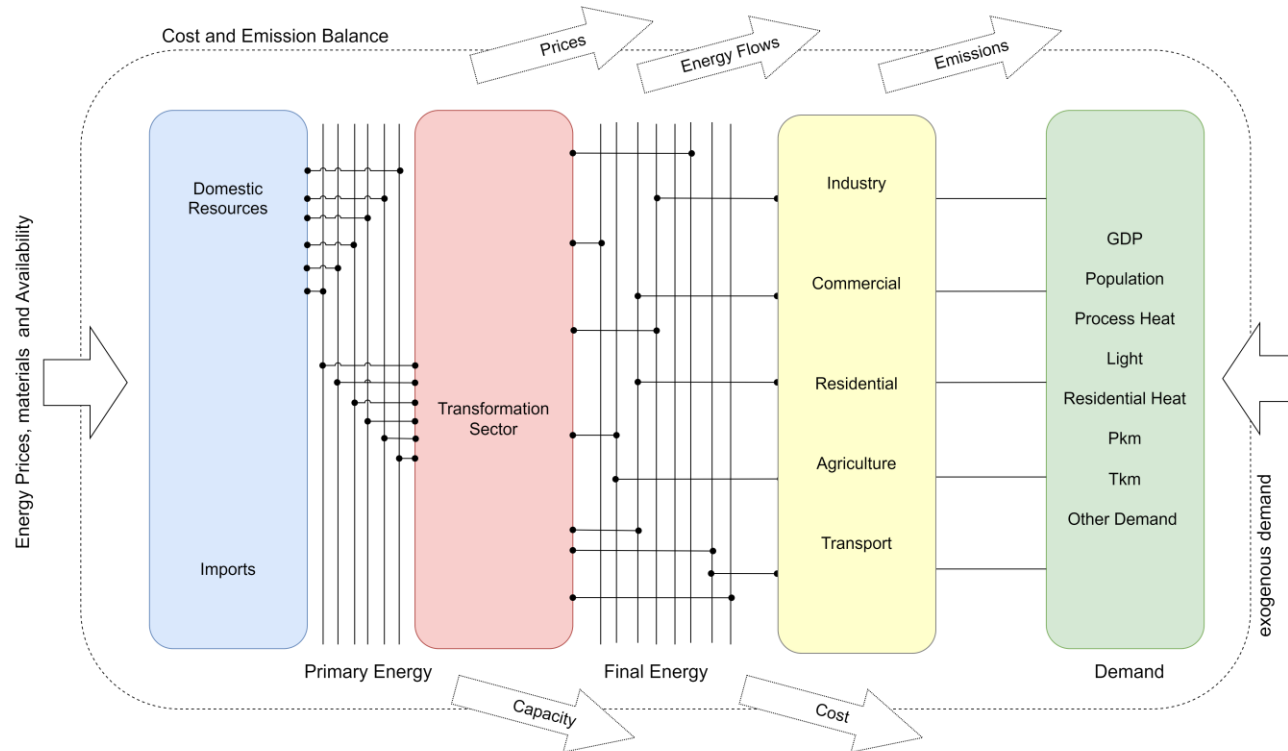 Cost and Emission Balance
Prices
Energy Flows
Emissions
Energy Prices, materials and Availability
Domestic
Resources
Imports
Primary Energy
Transformation
Sector
Final Energy
Industry
Commercial
Residential
Agriculture
Transport
GDP
Population
Process Heat
Light
Residential Heat
Pkm
Tkm
Other Demand
Demand
exogenous demand
Capacity
Cost